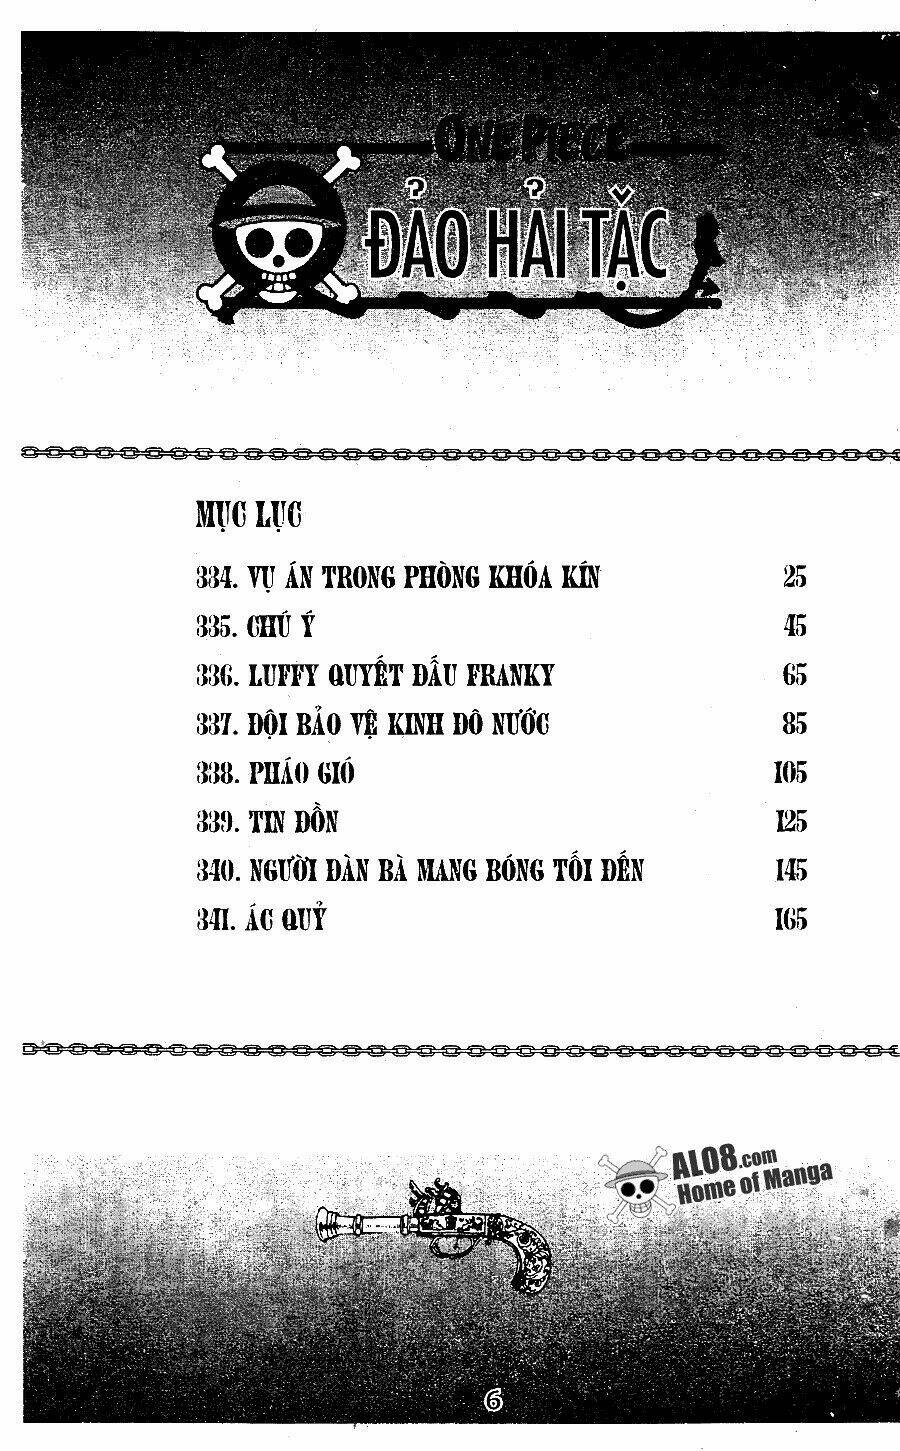 ONE PIECE
ĐẢO HẢI TẶC
MỤC LỤC
334. VỤ ÁN TRONG PHÒNG KHÓA KÍN 25
335. CHÚ Ý 45
336. LUFFY QUYẾT ĐẤU FRANKY 65
337. ĐỘI BẢO VỆ KINH ĐÔ NƯỚC 85
338. PHÁO GIÓ 105
339. TIN ĐỒN 125
340. NGƯỜI ĐÀN BÀ MANG BÓNG TỐI ĐẾN 145
341. ÁC QUỶ 165
ALO8.com
Home of Manga
6